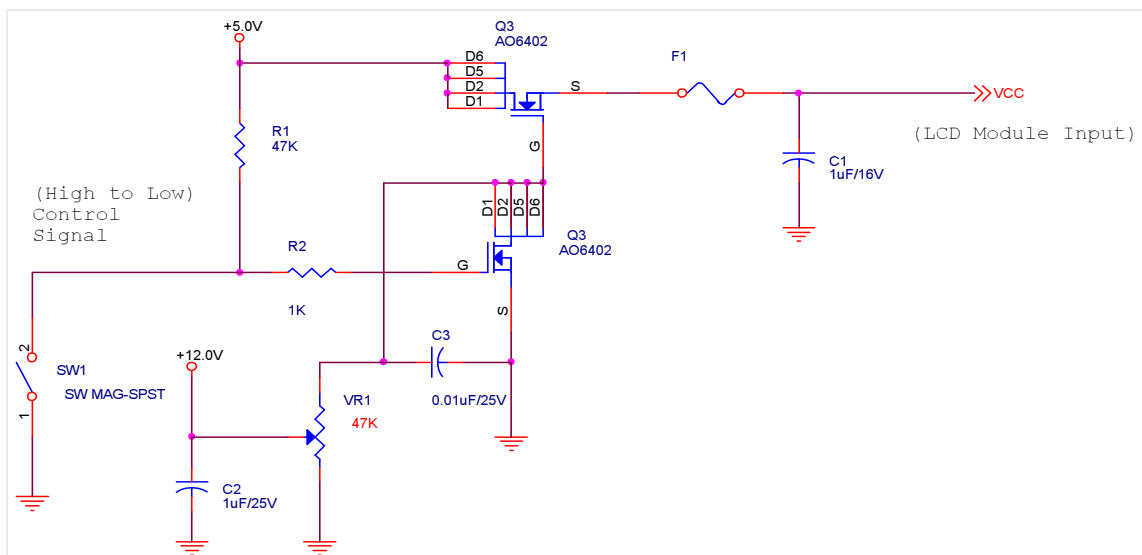 +5.0V
Q3
AO6402
D6
D5
D2
D1
S
G
F1
VCC
(LCD Module Input)
R1
47K
C1
1uF/16V
(High to Low)
Control
Signal
D1
D2
D5
D6
Q3
AO6402
R2
1K
G
S
2
1
SW1
SW MAG-SPST
+12.0V
C3
0.01uF/25V
VR1
47K
C2
1uF/25V